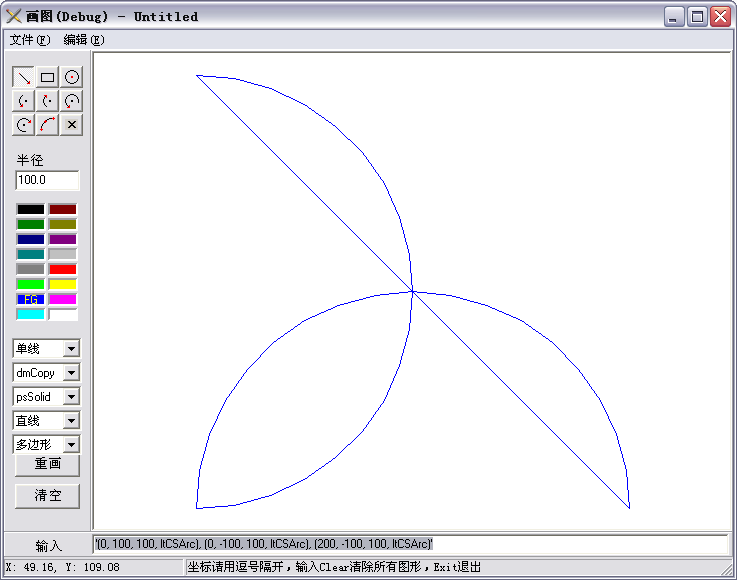 画图(Debug) - Untitled
文件(F) 编辑(E)
半径
100.0
FG
单线
dmCopy
psSolid
直线
多边形
重画
清空
输入 '(0, 100, 100, ltCSArc), (0, -100, 100, ltCSArc), (200, -100, 100, ltCSArc)'
X: 49.16, Y: 109.08 坐标请用逗号隔开，输入Clear清除所有图形，Exit退出